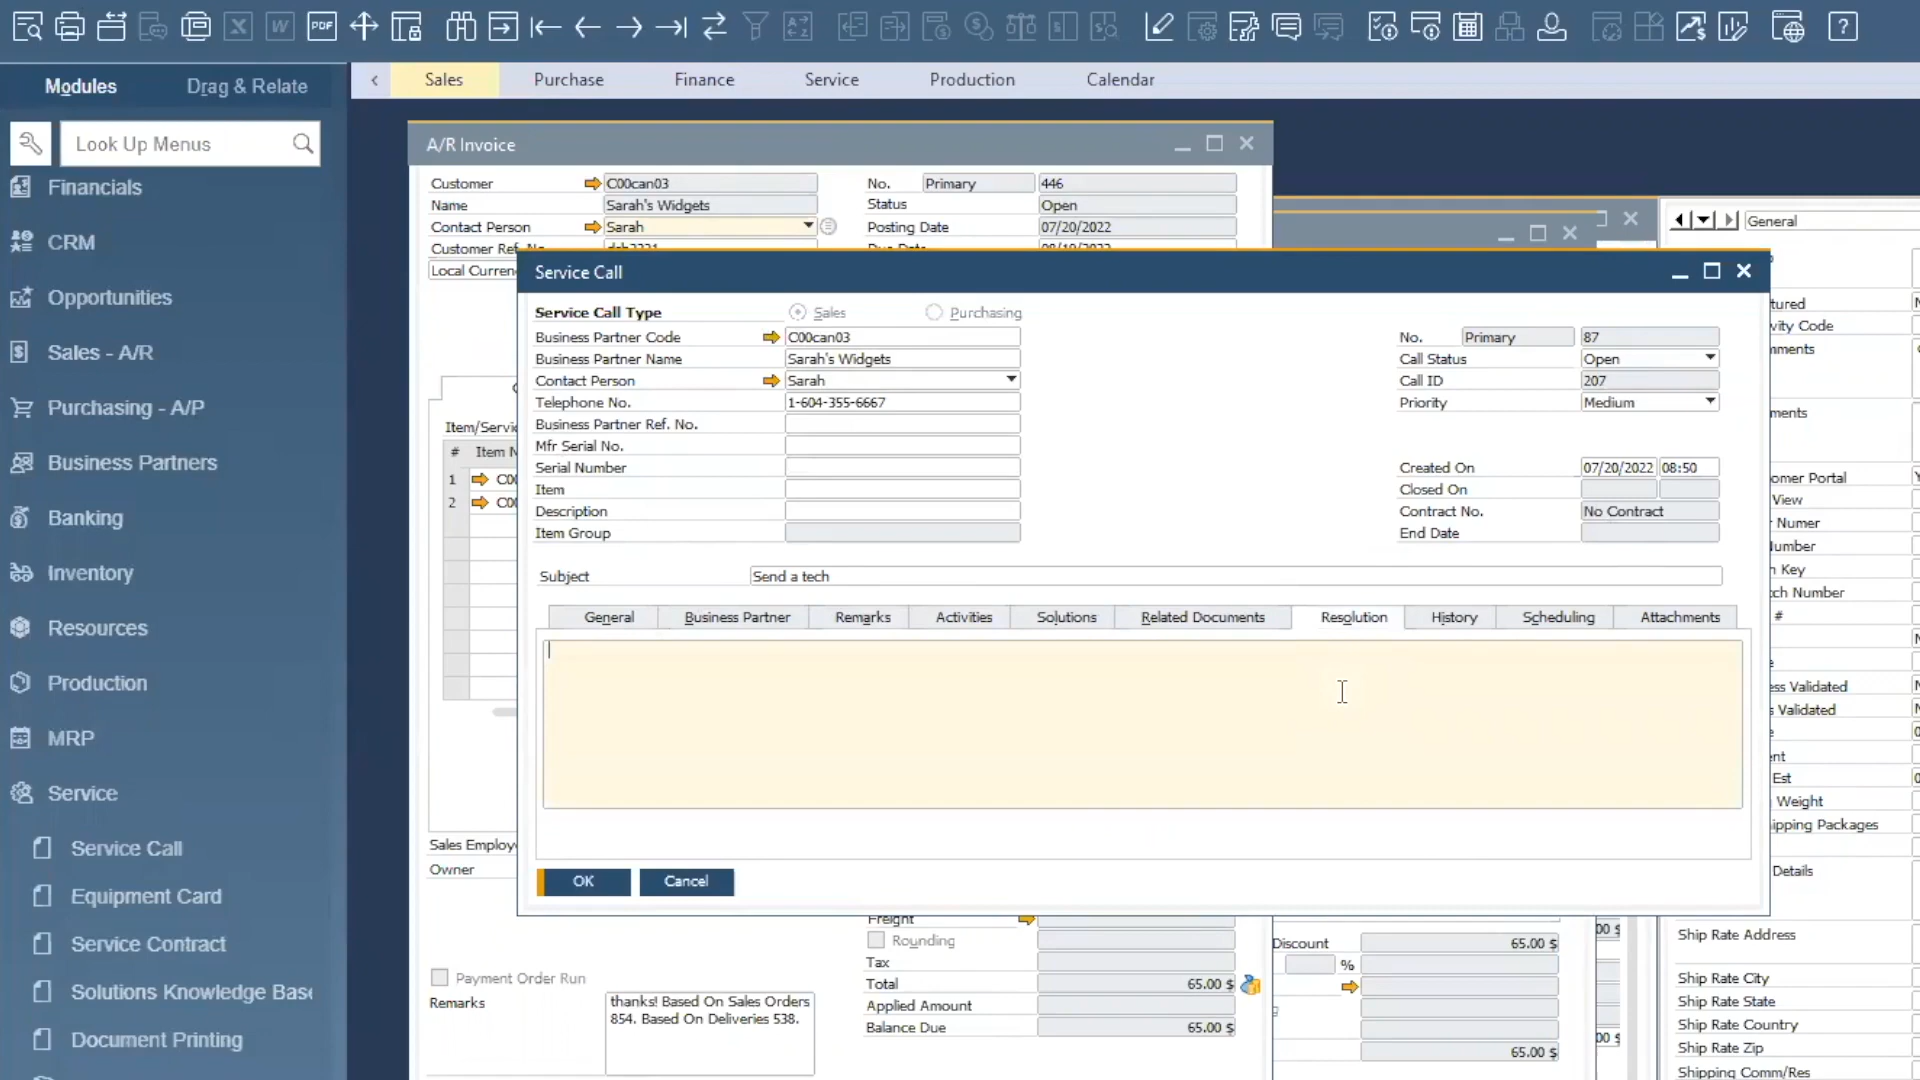 X W PDF ?
Modules Drag & Relate
Look Up Menus
Financials
CRM
Opportunities
Sales - A/R
Purchasing - A/P
Business Partners
Banking
Inventory
Resources
Production
MRP
Service
Service Call
Equipment Card
Service Contract
Solutions Knowledge Base
Document Printing
Sales Purchase Finance Service Production Calendar
A/R Invoice
Customer C00can03 No. Primary 446
Name Sarah's Widgets Status Open
Contact Person Sarah Posting Date 07/20/2022
Customer Ref. No.
Local Curren
Item/Servi
# Item N
1 C0
2 C0
Sales Employ
Owner
Payment Order Run
Remarks thanks! Based On Sales Orders
854. Based On Deliveries 538.
Freight
Rounding
Tax
Total 65.00 $
Applied Amount
Balance Due 65.00 $
Service Call
Service Call Type Sales Purchasing
Business Partner Code C00can03 No. Primary 87
Business Partner Name Sarah's Widgets Call Status Open
Contact Person Sarah Call ID 207
Telephone No. 1-604-355-6667 Priority Medium
Business Partner Ref. No.
Mfr Serial No.
Serial Number Created On 07/20/2022 08:50
Item Closed On
Description Contract No. No Contract
Item Group End Date
Subject Send a tech
General Business Partner Remarks Activities Solutions Related Documents Resolution History Scheduling Attachments
OK Cancel
Discount 65.00 $
%
65.00 $
00 $
00 $
General
tured
vity Code
nments
ments
omer Portal
View
r Numer
lumber
n Key
tch Number
#
ess Validated
s Validated
ent
Est
Weight
ipping Packages
Details
Ship Rate Address
Ship Rate City
Ship Rate State
Ship Rate Country
Ship Rate Zip
Shipping Comm/Res